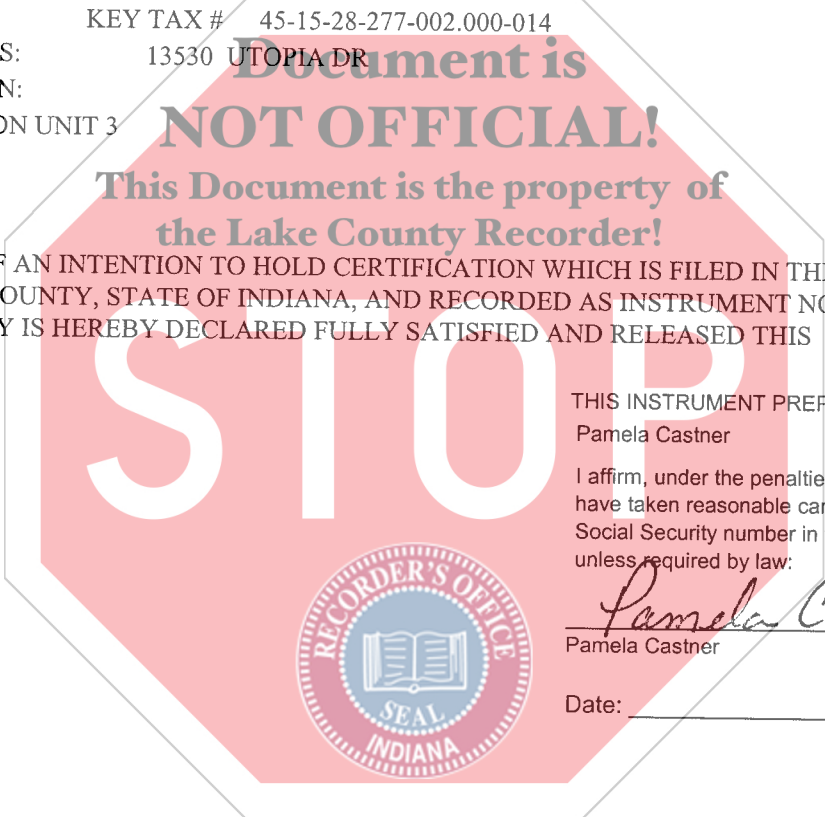 KEY TAX # 45-15-28-277-002.000-014
S: 13530 UTOPIA DR
N:
ON UNIT 3
Document is
NOT OFFICIAL!
This Document is the property of
the Lake County Recorder!
F AN INTENTION TO HOLD CERTIFICATION WHICH IS FILED IN THE
OUNTY, STATE OF INDIANA, AND RECORDED AS INSTRUMENT NO
Y IS HEREBY DECLARED FULLY SATISFIED AND RELEASED THIS
STOP
THIS INSTRUMENT PREP
Pamela Castner
I affirm, under the penaltie
have taken reasonable car
Social Security number in
unless required by law:
Pamela C
Pamela Castner
Date:
RECORDER'S OFFICE
SEAL
INDIANA